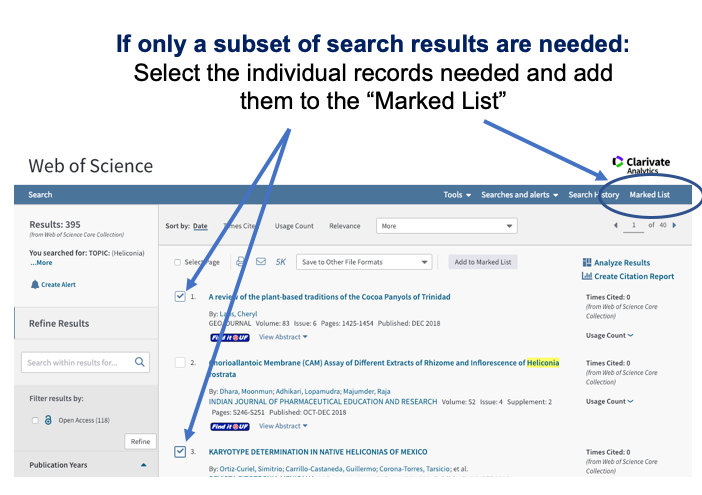 If only a subset of search results are needed:
Select the individual records needed and add
them to the “Marked List”
Web of Science
Clarivate
Analytics
Search
Tools
Searches and alerts
Search History
Marked List
Results: 395
(from Web of Science Core Collection)
You searched for: TOPIC: (Heliconia)
...More
Create Alert
Refine Results
Search within results for...
Filter results by:
Open Access (118)
Refine
Publication Years
Sort by: Date Times Cited Usage Count Relevance More
1 of 40
Select Page 5K Save to Other File Formats Add to Marked List
Analyze Results
Create Citation Report
1. A review of the plant-based traditions of the Cocoa Panyols of Trinidad
By: Cheryl
GEOJOURNAL Volume: 83 Issue: 6 Pages: 1425-1454 Published: DEC 2018
Find it @ UF View Abstract
Times Cited: 0
(from Web of Science Core
Collection)
Usage Count
2. Chorioallantoic Membrane (CAM) Assay of Different Extracts of Rhizome and Inflorescence of Heliconia
rostrata
By: Dhara, Moonmun; Adhikari, Lopamudra; Majumder, Raja
INDIAN JOURNAL OF PHARMACEUTICAL EDUCATION AND RESEARCH Volume: 52 Issue: 4 Supplement: 2
Pages: S246-S251 Published: OCT-DEC 2018
Find it @ UF View Abstract
Times Cited: 0
(from Web of Science Core
Collection)
Usage Count
3. KARYOTYPE DETERMINATION IN NATIVE HELICONIAS OF MEXICO
By: Ortiz-Curiel, Simitrio; Carrillo-Castaneda, Guillermo; Corona-Torres, Tarsicio; et al.
Times Cited: 0
(from Web of Science Core
Collection)